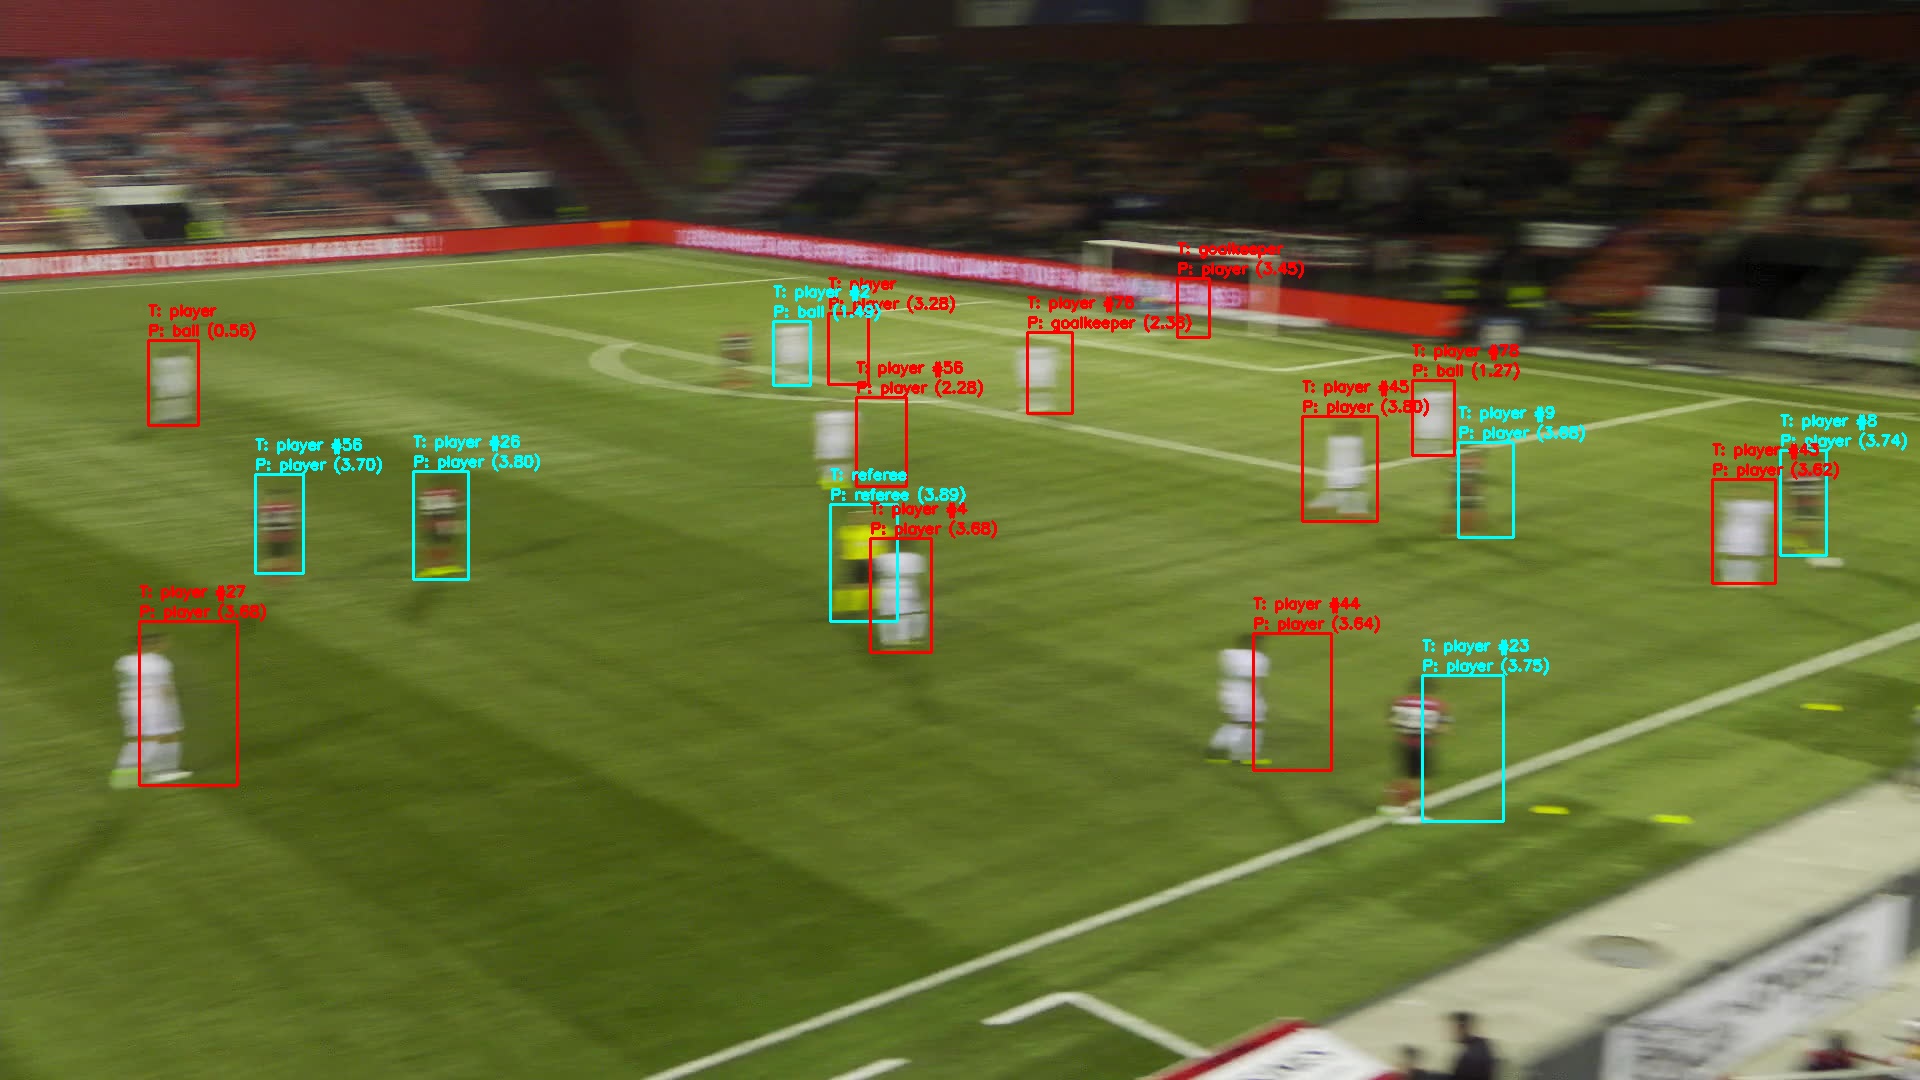 T: goalkeeper
P: player (3.45)
T: player
P: player (3.28)
T: player #2
P: ball (1.49)
T: player #78
P: goalkeeper (2.38)
T: player
P: ball (0.56)
T: player #78
P: ball (1.27)
T: player #56
P: player (2.28)
T: player #45
P: player (3.80)
T: player #9
P: player (3.68)
T: player #8
P: player (3.74)
T: player #43
P: player (3.62)
T: player #56
P: player (3.70)
T: player #26
P: player (3.80)
T: referee
P: referee (3.89)
T: player #4
P: player (3.68)
T: player #27
P: player (3.68)
T: player #44
P: player (3.64)
T: player #23
P: player (3.75)